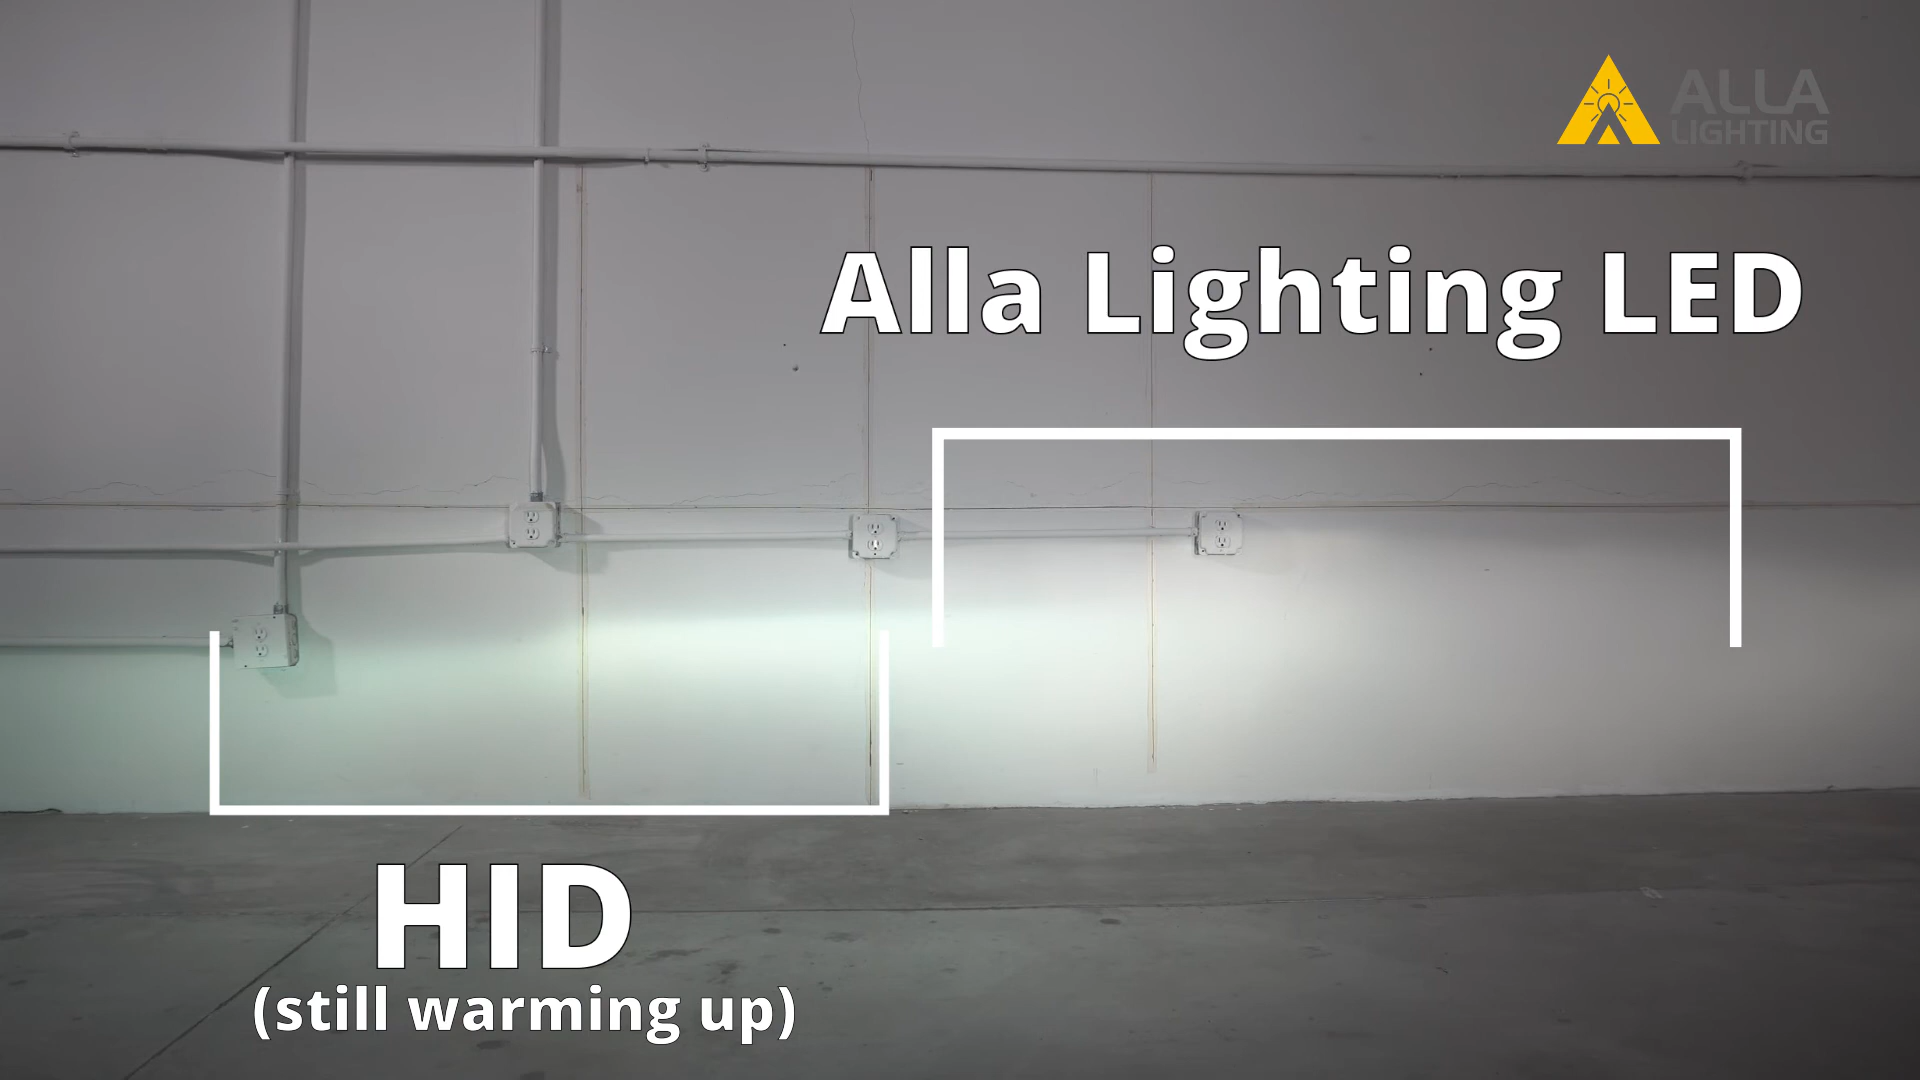 ALLA
LIGHTING
Alla Lighting LED
HID
(still warming up)